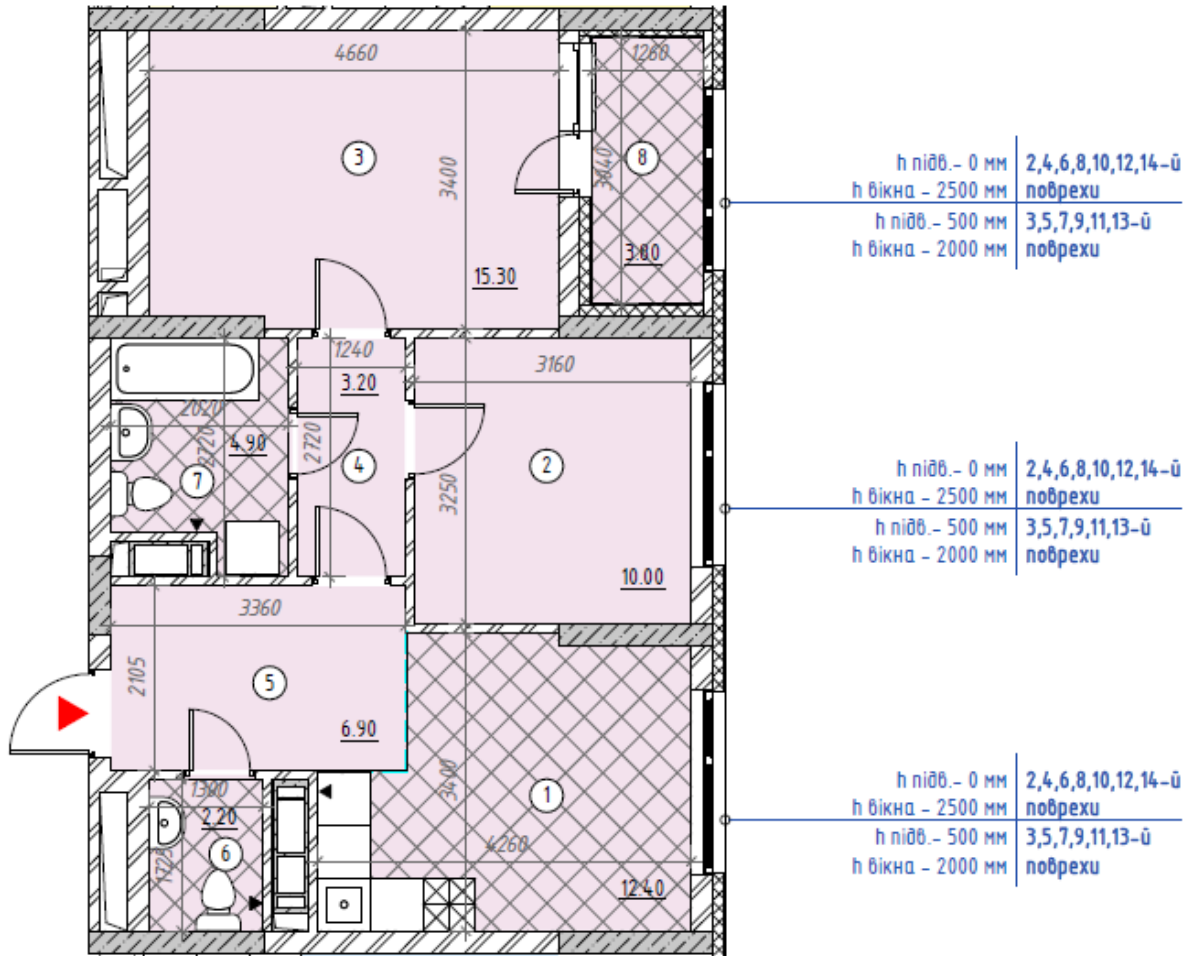 4660
1260
3
8
3400
3040
3.00
15.30
h підв.- 0 мм 2,4,6,8,10,12,14-й
h вікна - 2500 мм поверхи
h підв.- 500 мм 3,5,7,9,11,13-й
h вікна - 2000 мм поверхи
1240
3160
3.20
2020
4.90
2720
2720
4
2
7
3250
10.00
h підв.- 0 мм 2,4,6,8,10,12,14-й
h вікна - 2500 мм поверхи
h підв.- 500 мм 3,5,7,9,11,13-й
h вікна - 2000 мм поверхи
3360
2105
5
6.90
1300
2.20
3400
1
6
1725
4260
12.40
h підв.- 0 мм 2,4,6,8,10,12,14-й
h вікна - 2500 мм поверхи
h підв.- 500 мм 3,5,7,9,11,13-й
h вікна - 2000 мм поверхи